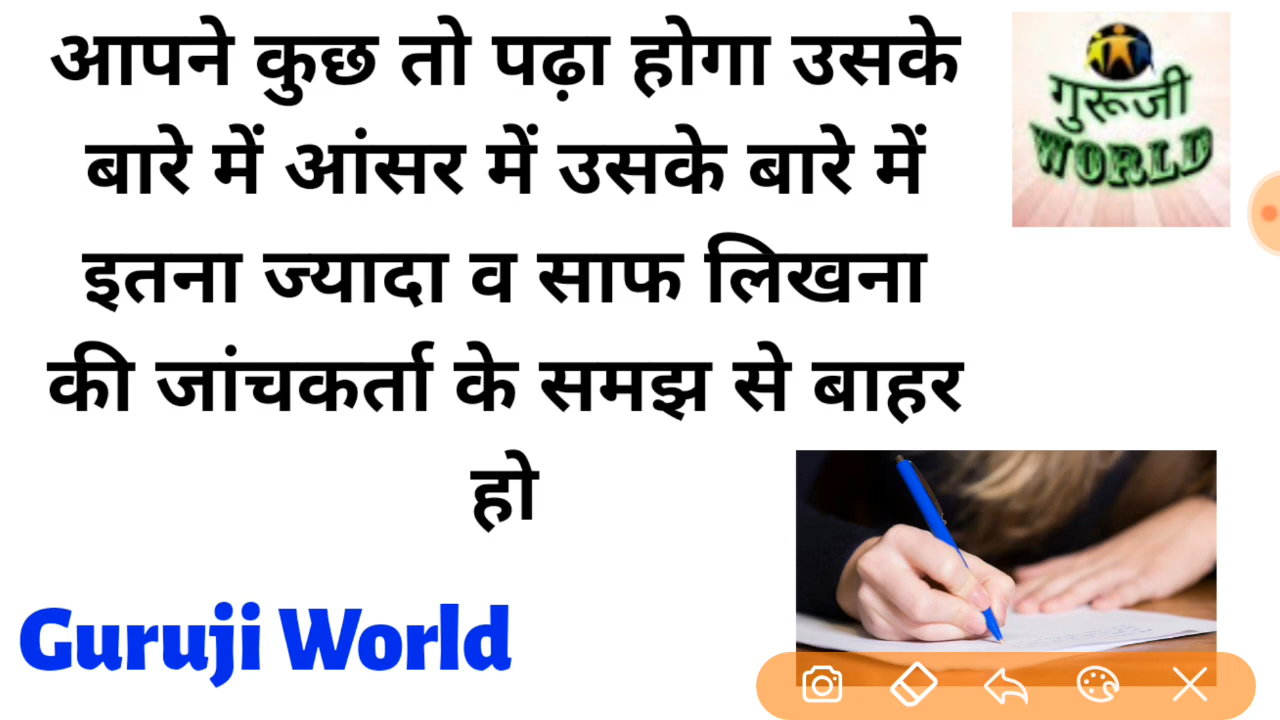 आपने कुछ तो पढ़ा होगा उसके
बारे में आंसर में उसके बारे में
इतना ज्यादा व साफ लिखना
की जांचकर्ता के समझ से बाहर
हो
गुरूजी
WORLD
Guruji World